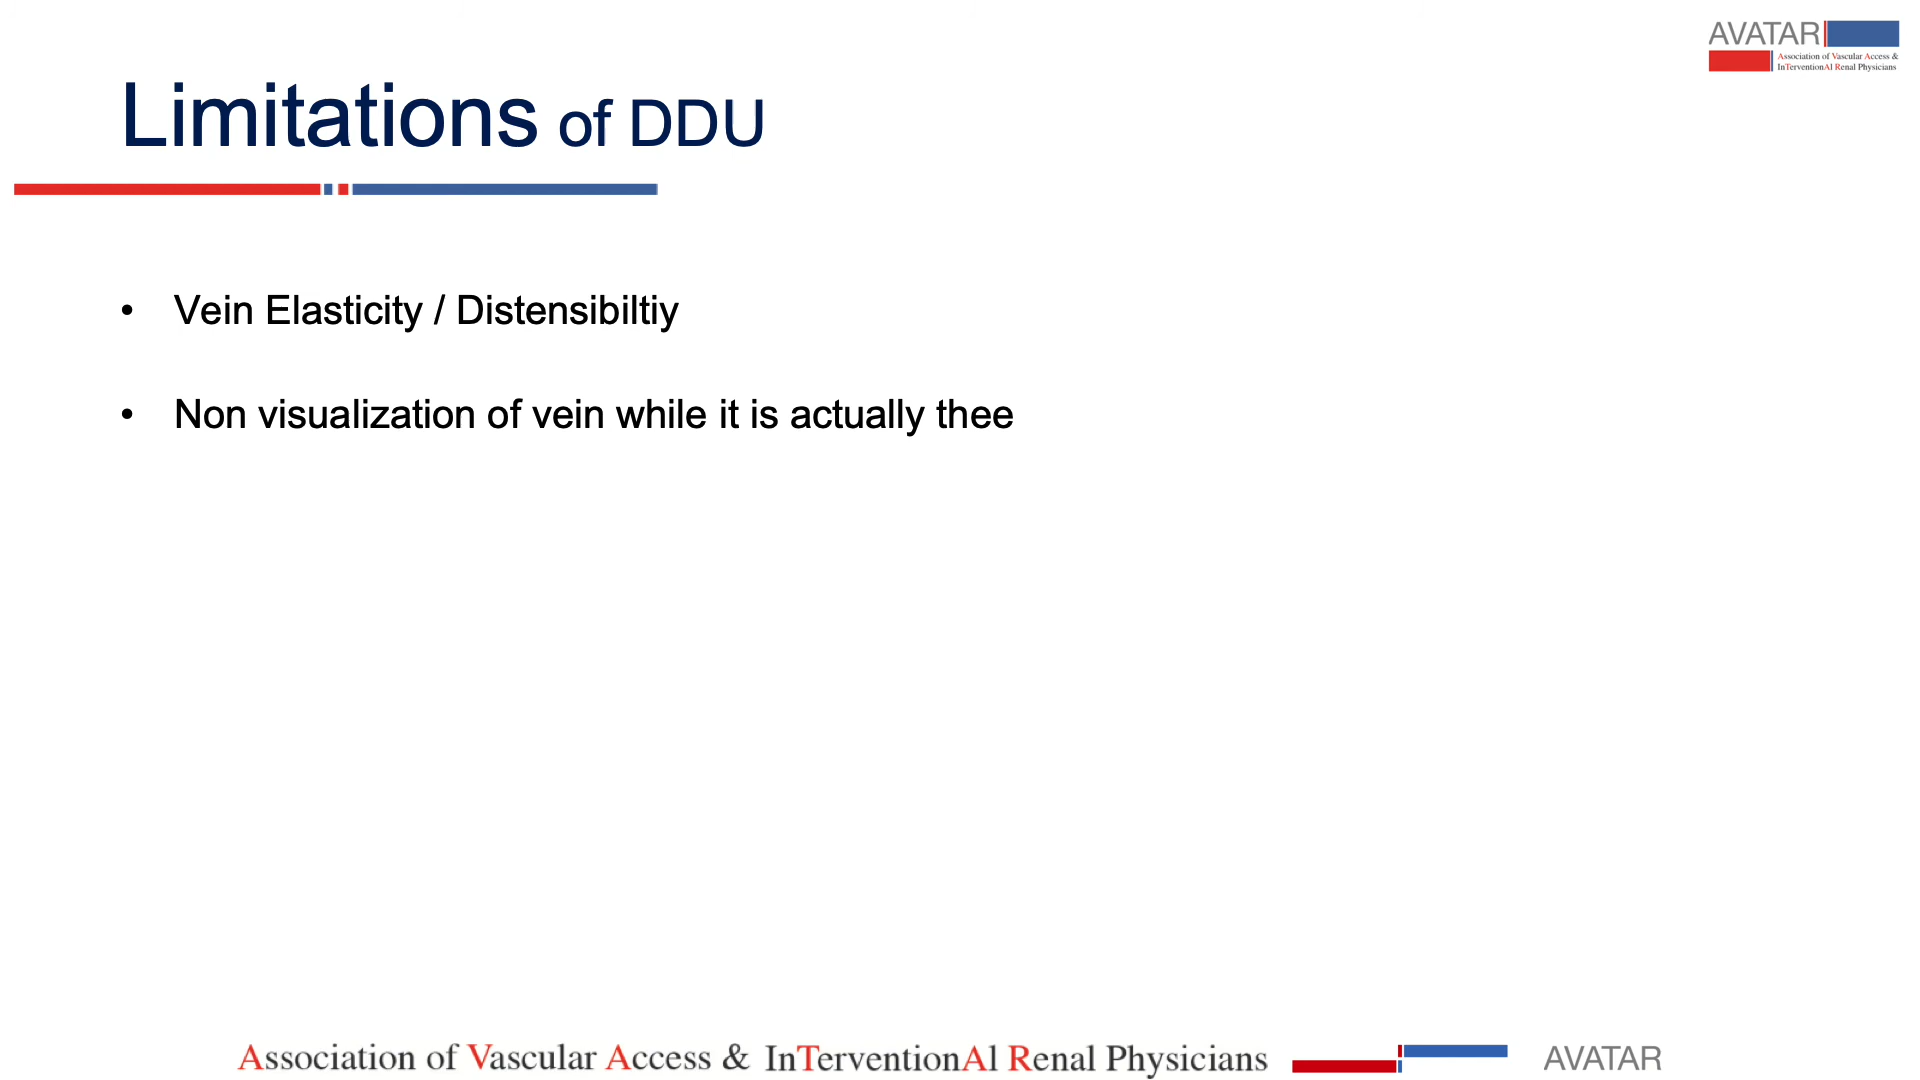 AVATAR
Association of Vascular Access &
InTerventionAl Renal Physicians
Limitations of DDU
• Vein Elasticity / Distensibiltiy
• Non visualization of vein while it is actually thee
Association of Vascular Access & InTerventionAl Renal Physicians AVATAR